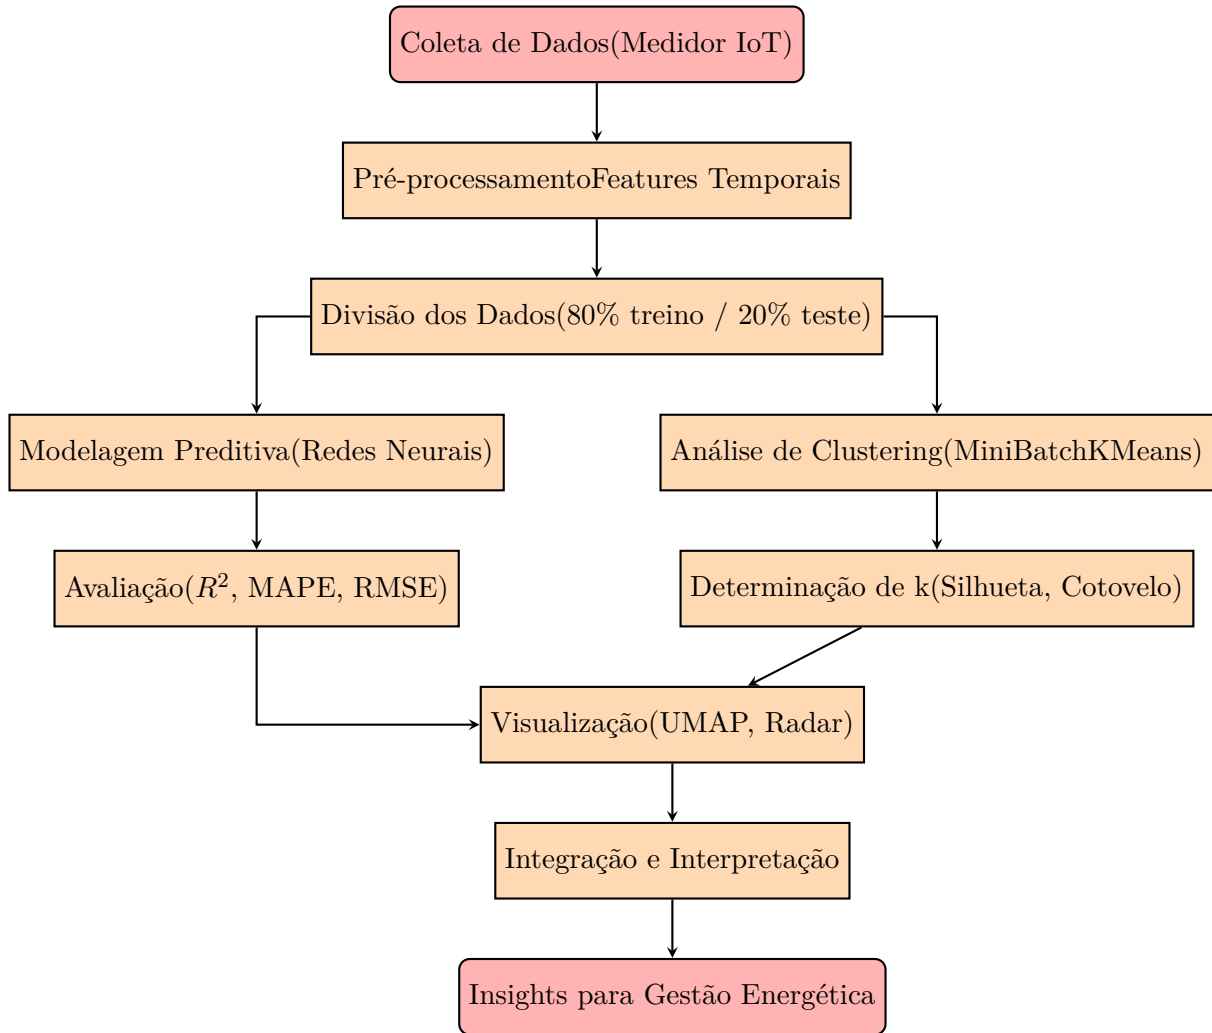 Coleta de Dados(Medidor IoT)
Pré-processamentoFeatures Temporais
Divisão dos Dados(80% treino / 20% teste)
Modelagem Preditiva(Redes Neurais)
Análise de Clustering(MiniBatchKMeans)
Avaliação(R², MAPE, RMSE)
Determinação de k(Silhueta, Cotovelo)
Visualização(UMAP, Radar)
Integração e Interpretação
Insights para Gestão Energética